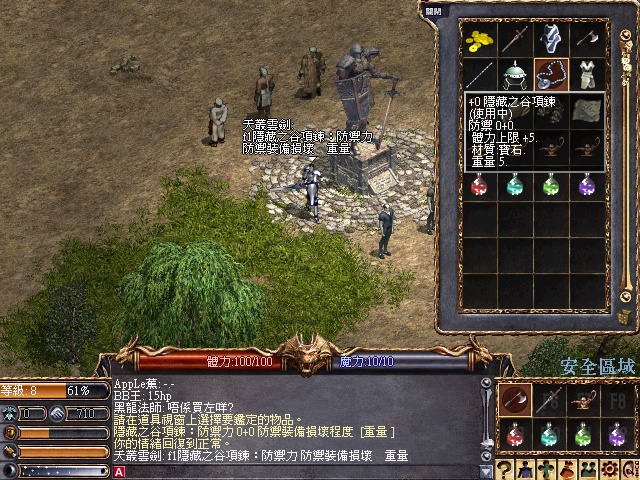 關閉
+0 隱藏之谷項鍊
(使用中)
防禦 0+0.
體力上限 +5.
材質:寶石.
重量 5.
天叢雲劍:
f1隱藏之谷項鍊：防禦力
防禦裝備損壞、 重量
體力:100/100
魔力:10/10
安全區域
等級: 8
61%
AppLe薰: -.-
BB王: 15hp
黑龍法師: 唔係買左咩?
請在道具視窗上選擇要鑑定的物品。
隱藏之谷項鍊：防禦力 0+0 防禦裝備損壞程度 [重量 ]
你的情緒回復到正常。
天叢雲劍: f1隱藏之谷項鍊：防禦力 防禦裝備損壞 重量
A